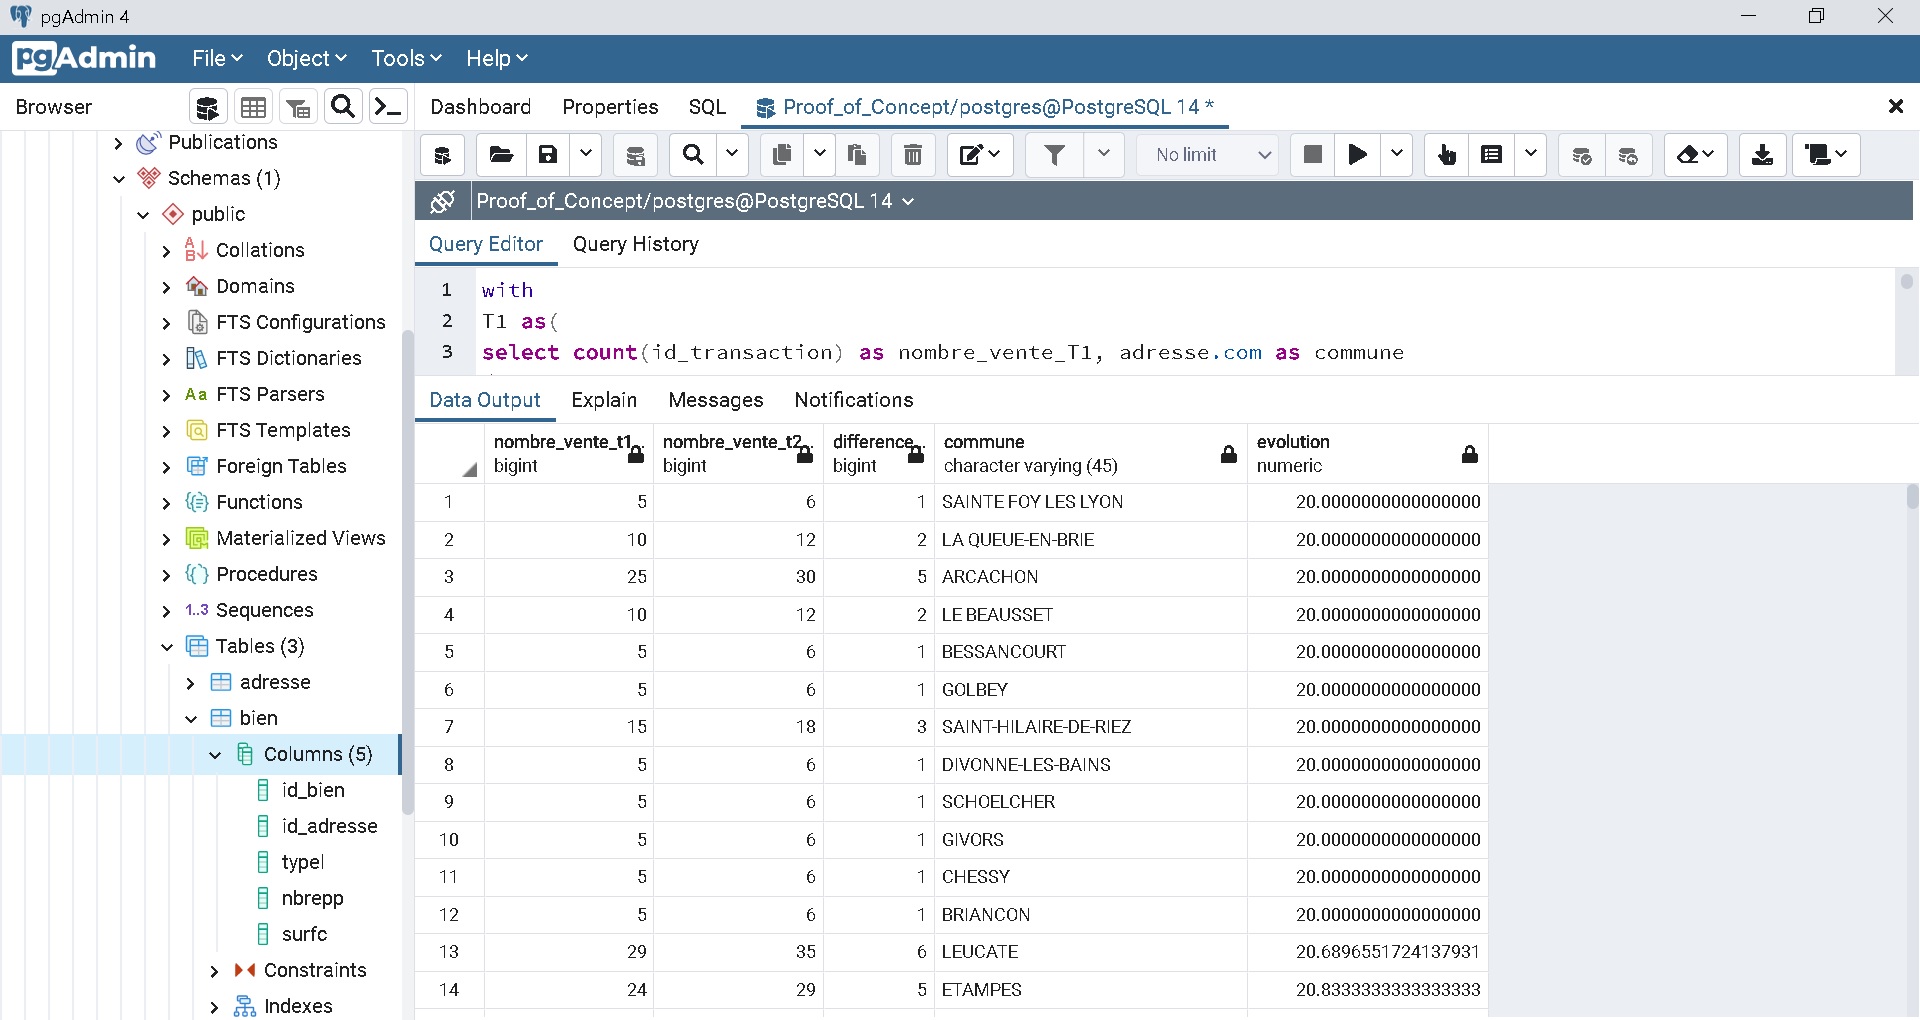 pgAdmin 4
pgAdmin File Object Tools Help
Browser
Dashboard Properties SQL Proof_of_Concept/postgres@PostgreSQL 14 *
Publications
Schemas (1)
public
Collations
Domains
FTS Configurations
FTS Dictionaries
Aa FTS Parsers
FTS Templates
Foreign Tables
Functions
Materialized Views
Procedures
1..3 Sequences
Tables (3)
adresse
bien
Columns (5)
id_bien
id_adresse
typel
nbrepp
surfc
Constraints
Indexes
No limit
Proof_of_Concept/postgres@PostgreSQL 14
Query Editor Query History
1 with
2 T1 as(
3 select count(id_transaction) as nombre_vente_T1, adresse.com as commune
Data Output Explain Messages Notifications
nombre_vente_t1.. nombre_vente_t2.. difference.. commune evolution
bigint bigint bigint character varying (45) numeric
1 5 6 1 SAINTE FOY LES LYON 20.0000000000000000
2 10 12 2 LA QUEUE-EN-BRIE 20.0000000000000000
3 25 30 5 ARCACHON 20.0000000000000000
4 10 12 2 LE BEAUSSET 20.0000000000000000
5 5 6 1 BESSANCOURT 20.0000000000000000
6 5 6 1 GOLBEY 20.0000000000000000
7 15 18 3 SAINT-HILAIRE-DE-RIEZ 20.0000000000000000
8 5 6 1 DIVONNE-LES-BAINS 20.0000000000000000
9 5 6 1 SCHOELCHER 20.0000000000000000
10 5 6 1 GIVORS 20.0000000000000000
11 5 6 1 CHESSY 20.0000000000000000
12 5 6 1 BRIANCON 20.0000000000000000
13 29 35 6 LEUCATE 20.6896551724137931
14 24 29 5 ETAMPES 20.8333333333333333